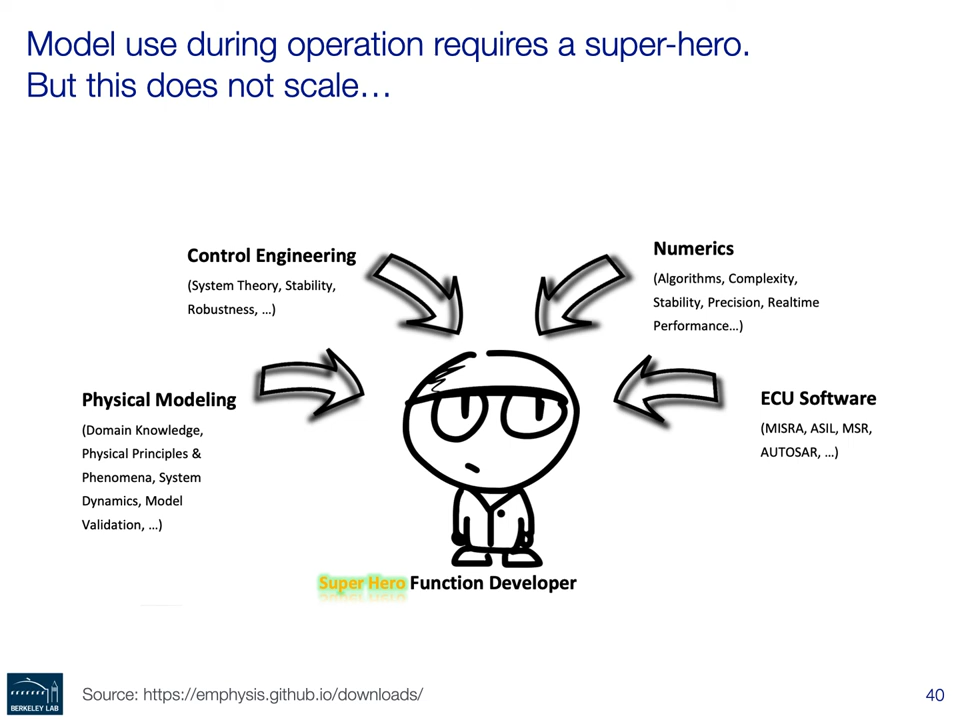 Model use during operation requires a super-hero.
But this does not scale…
Control Engineering
(System Theory, Stability,
Robustness, …)
Numerics
(Algorithms, Complexity,
Stability, Precision, Realtime
Performance…)
Physical Modeling
(Domain Knowledge,
Physical Principles &
Phenomena, System
Dynamics, Model
Validation, …)
ECU Software
(MISRA, ASIL, MSR,
AUTOSAR, …)
Super Hero Function Developer
BERKELEY LAB
Source: https://emphysis.github.io/downloads/
40